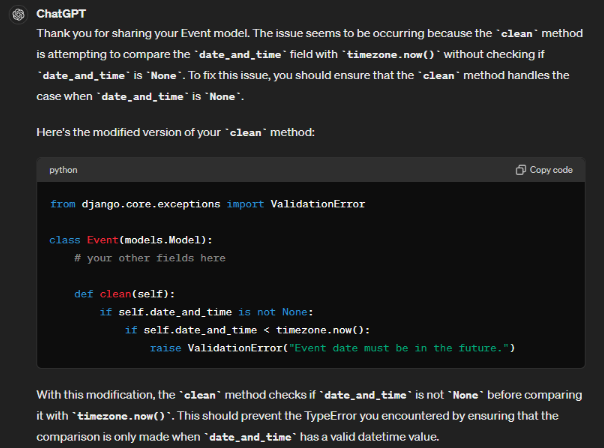 ChatGPT
Thank you for sharing your Event model. The issue seems to be occurring because the `clean` method
is attempting to compare the `date_and_time` field with `timezone.now()` without checking if
`date_and_time` is `None`. To fix this issue, you should ensure that the `clean` method handles the
case when `date_and_time` is `None`.
Here's the modified version of your `clean` method:
python
Copy code
from django.core.exceptions import ValidationError
class Event(models.Model):
    # your other fields here
    def clean(self):
        if self.date_and_time is not None:
            if self.date_and_time < timezone.now():
                raise ValidationError("Event date must be in the future.")
With this modification, the `clean` method checks if `date_and_time` is not `None` before comparing
it with `timezone.now()`. This should prevent the TypeError you encountered by ensuring that the
comparison is only made when `date_and_time` has a valid datetime value.